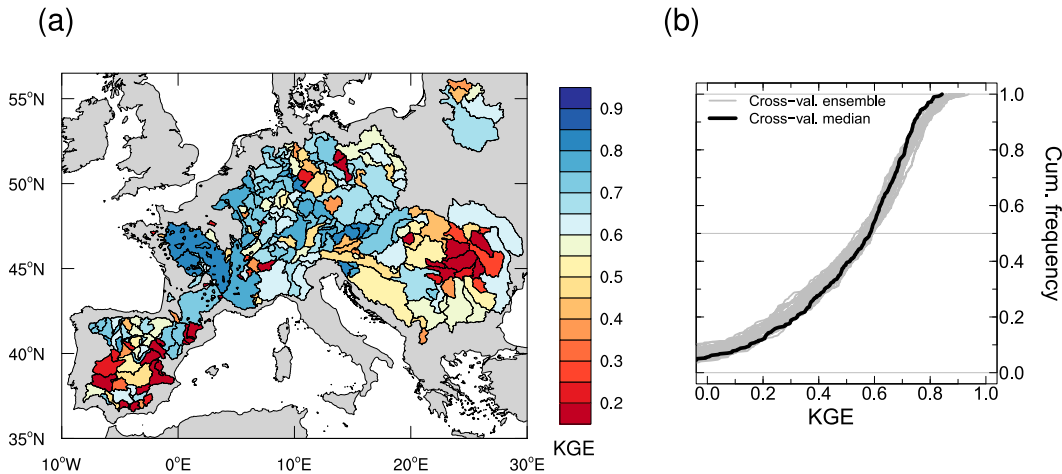 (a)
55°N
50°N
45°N
40°N
35°N
10°W 0°E 10°E 20°E 30°E
0.9
0.8
0.7
0.6
0.5
0.4
0.3
0.2
KGE
(b)
Cross-val. ensemble
Cross-val. median
1.0
0.8
0.6
0.4
0.2
0.0
Cum. frequency
0.0 0.2 0.4 0.6 0.8 1.0
KGE